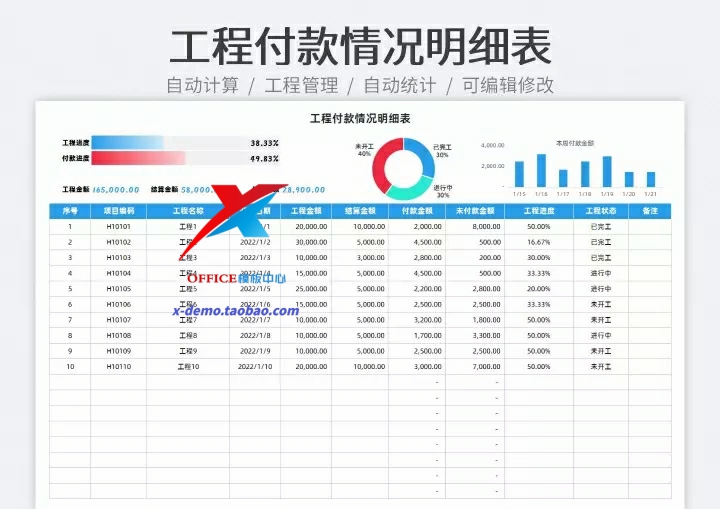 工程付款情况明细表
自动计算 / 工程管理 / 自动统计 / 可编辑修改
工程付款情况明细表
工程进度 38.33%
付款进度 49.83%
未开工 40%
已完工 30%
进行中 30%
本周付款金额
4,000.00
2,000.00
-
1/15 1/16 1/17 1/18 1/19 1/20 1/21
工程金额 165,000.00 结算金额 58,000. 28,900.00
序号 项目编码 工程名称 日期 工程金额 结算金额 付款金额 未付款金额 工程进度 工程状态 备注
1 H10101 工程1 /1 20,000.00 10,000.00 2,000.00 8,000.00 50.00% 已完工
2 H10102 工程 2022/1/2 30,000.00 5,000.00 4,500.00 500.00 16.67% 已完工
3 H10103 工程3 2022/1/3 10,000.00 3,000.00 2,800.00 200.00 30.00% 已完工
4 H10104 工程4 2022/1/4 15,000.00 5,000.00 4,500.00 500.00 33.33% 进行中
OFFICE模板中心
5 H10105 工程5 2022/1/5 25,000.00 5,000.00 2,200.00 2,800.00 20.00% 进行中
6 H10106 工程6 2022/1/6 15,000.00 5,000.00 2,500.00 2,500.00 33.33% 未开工
x-demo.taobao.com
7 H10107 工程7 2022/1/7 10,000.00 5,000.00 3,200.00 1,800.00 50.00% 未开工
8 H10108 工程8 2022/1/8 10,000.00 5,000.00 1,700.00 3,300.00 50.00% 进行中
9 H10109 工程9 2022/1/9 10,000.00 5,000.00 2,500.00 2,500.00 50.00% 未开工
10 H10110 工程10 2022/1/10 20,000.00 10,000.00 3,000.00 7,000.00 50.00% 未开工
- -
- -
- -
- -
- -
- -
- -
- -